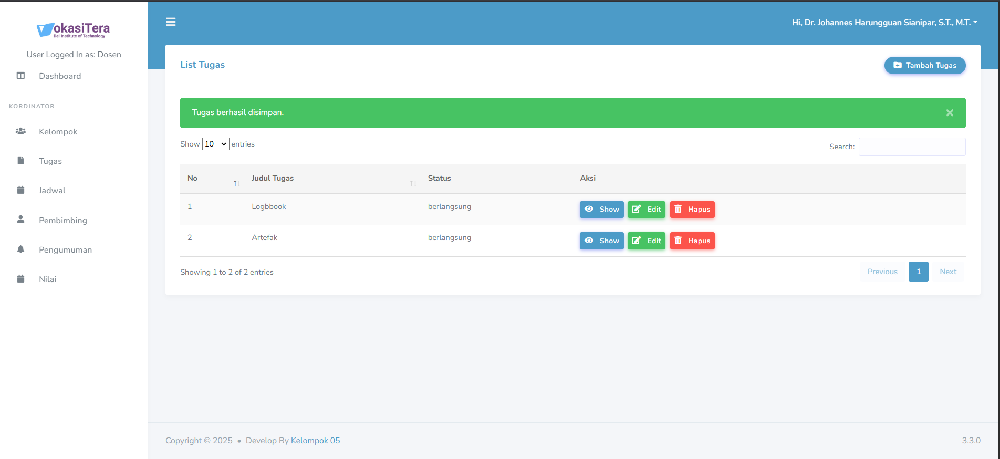 okasiTera
Del Institute of Technology
User Logged In as: Dosen
Dashboard
KORDINATOR
Kelompok
Tugas
Jadwal
Pembimbing
Pengumuman
Nilai
Hi, Dr. Johannes Harungguan Sianipar, S.T., M.T.
List Tugas
Tambah Tugas
Tugas berhasil disimpan.
Show 10 entries
Search:
No Judul Tugas Status Aksi
1 Logbbook berlangsung Show Edit Hapus
2 Artefak berlangsung Show Edit Hapus
Showing 1 to 2 of 2 entries
Previous 1 Next
Copyright © 2025 • Develop By Kelompok 05
3.3.0